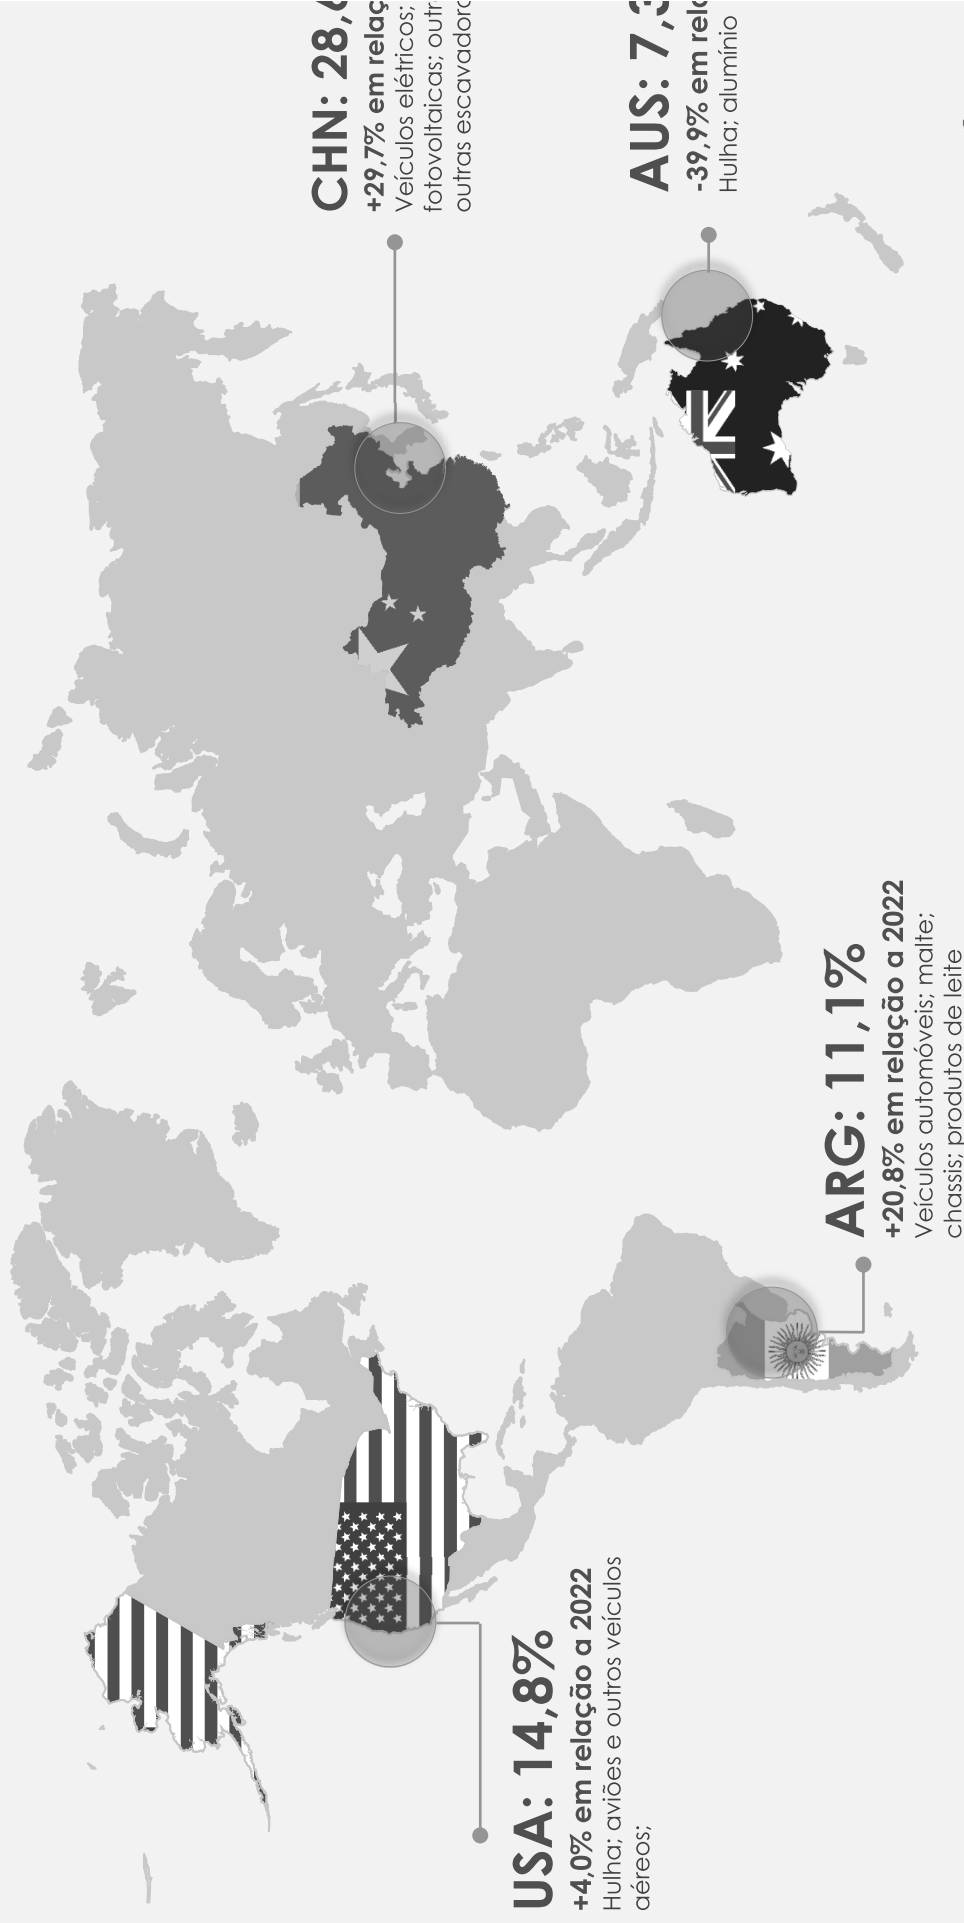 USA: 14,8%
+4,0% em relação a 2022
Hulha; aviões e outros veículos
aéreos;
ARG: 11,1%
+20,8% em relação a 2022
Veículos automóveis; malte;
chassis; produtos de leite
CHN: 28,
+29,7% em relaç
Veículos elétricos;
fotovoltaicas; outr
outras escavador
AUS: 7,3
-39,9% em rel
Hulha; alumínio